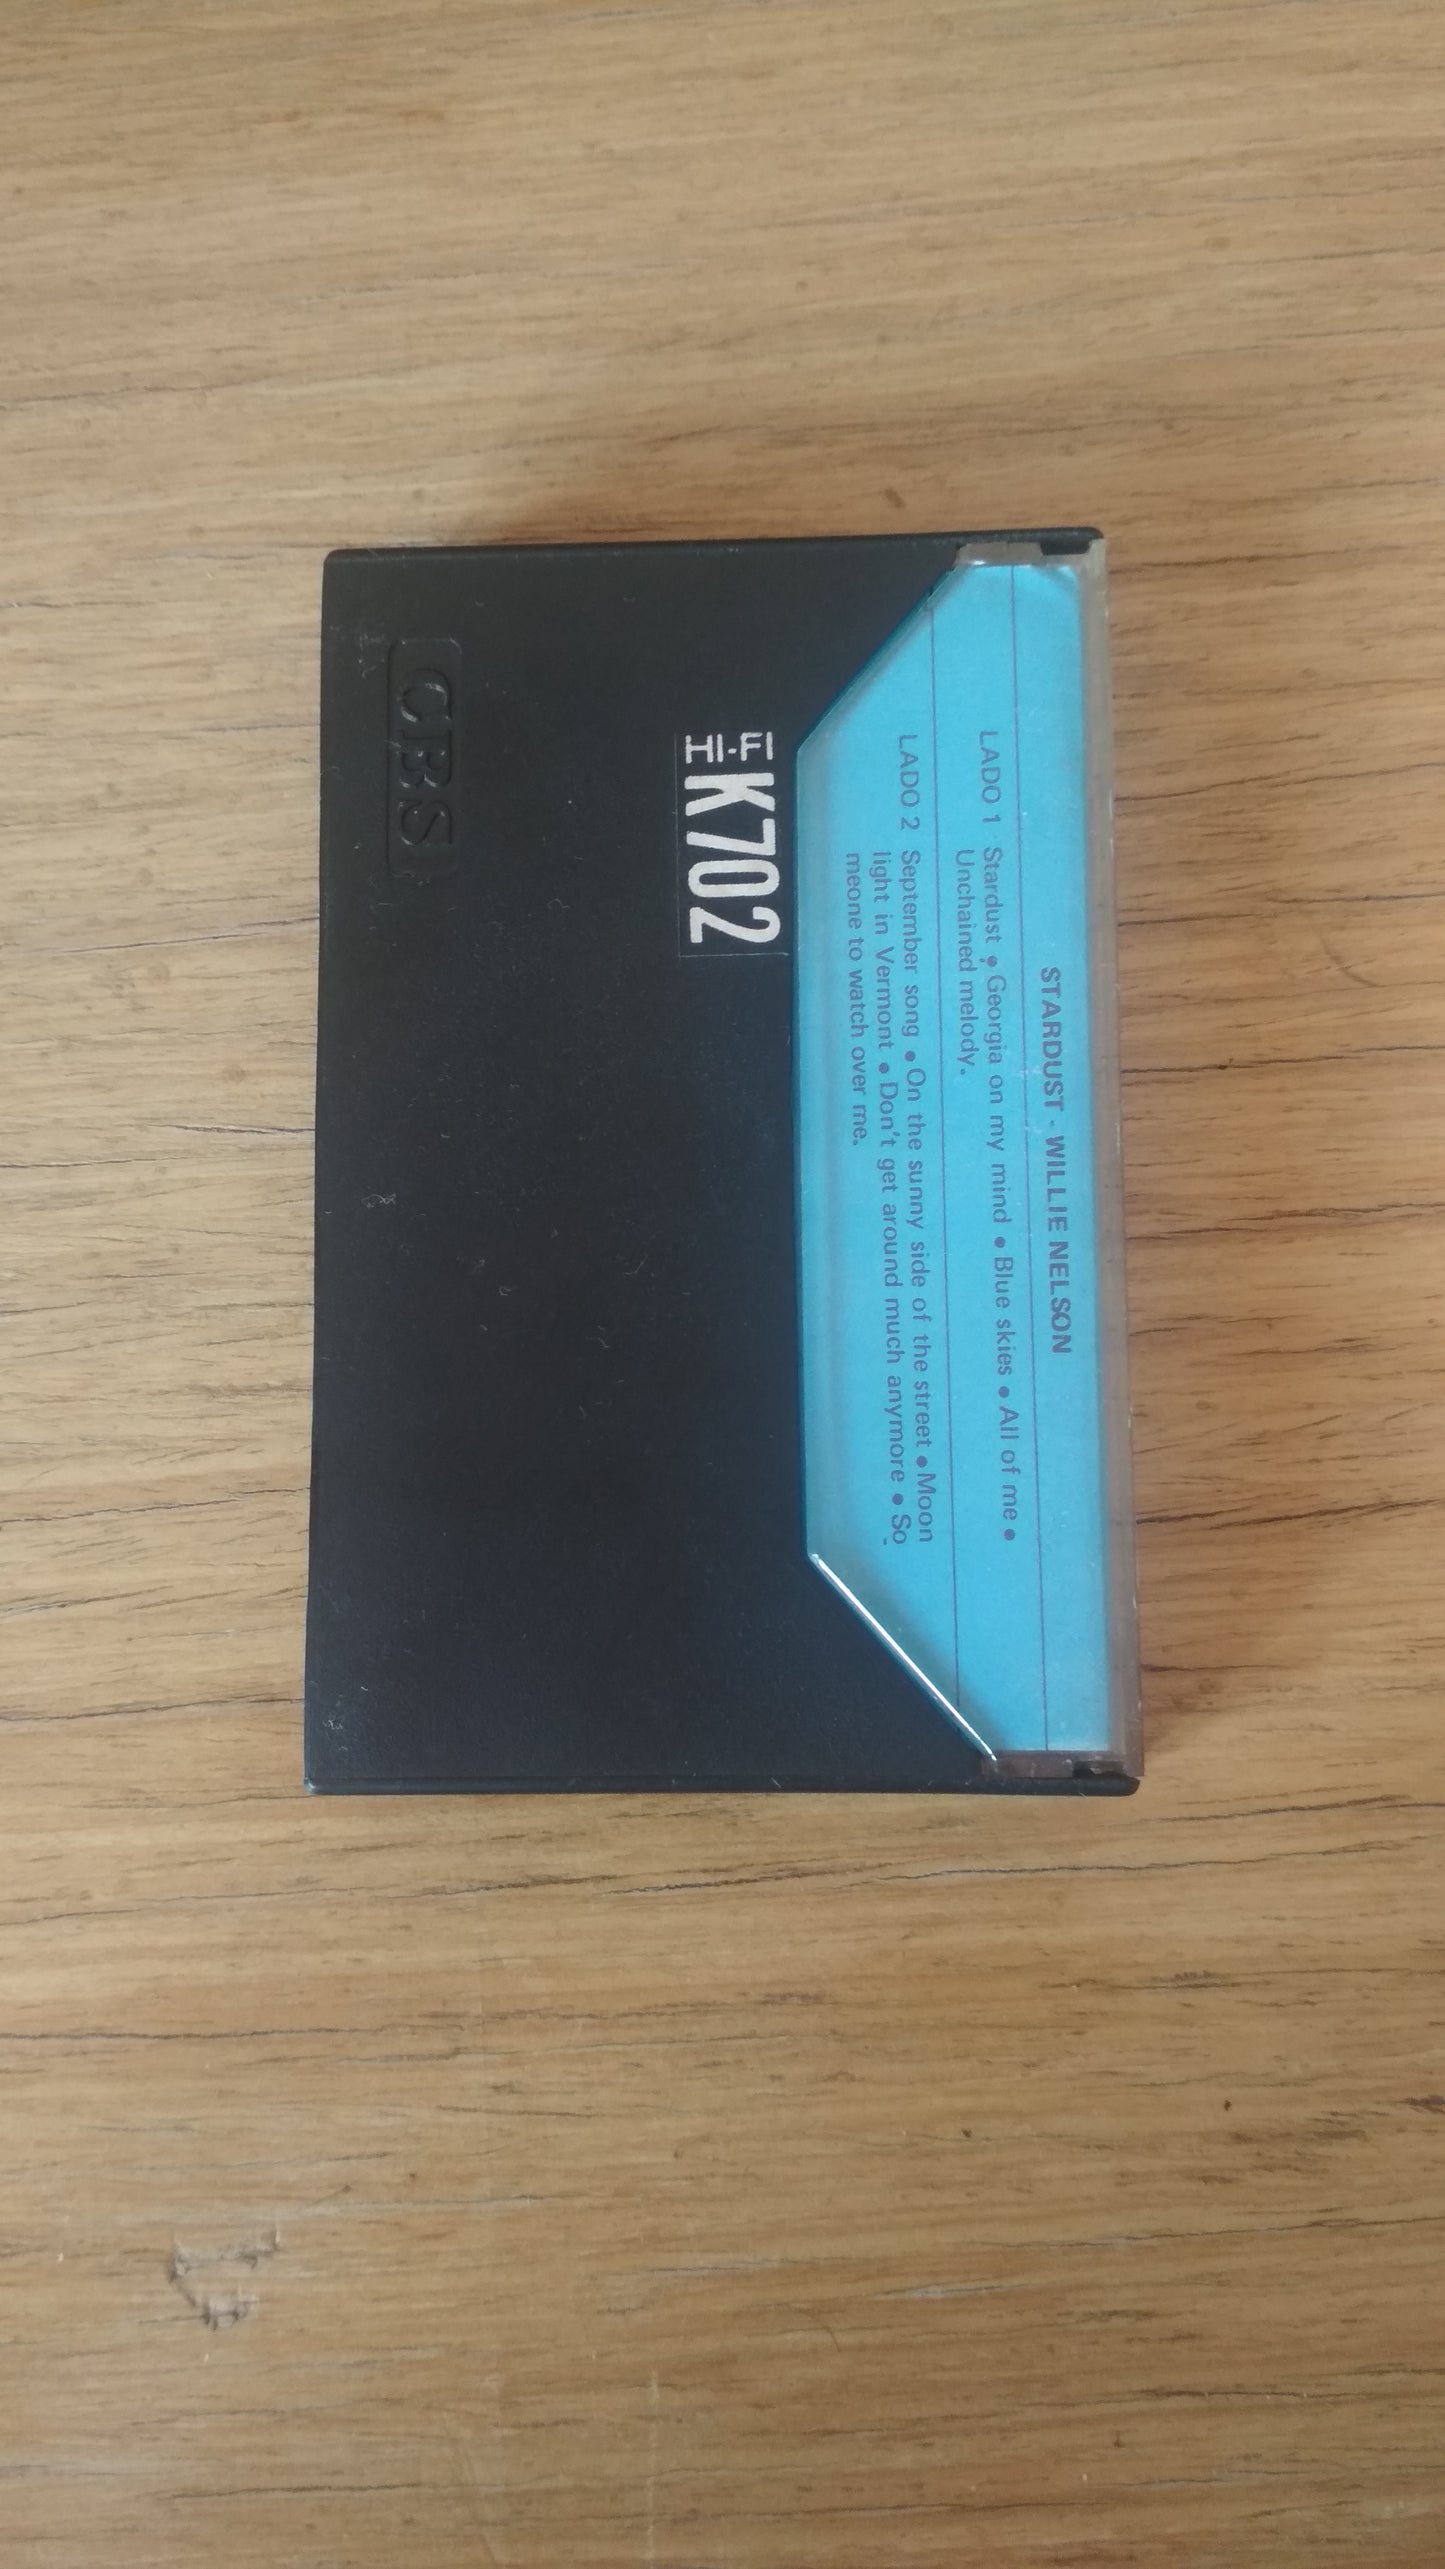 STARDUST - WILLIE NELSON
LADO 1 Stardust • Georgia on my mind • Blue skies • All of me •
Unchained melody.
LADO 2 September song • On the sunny side of the street • Moon
light in Vermont • Don't get around much anymore • So
meone to watch over me.
HI-FI K702
CBS